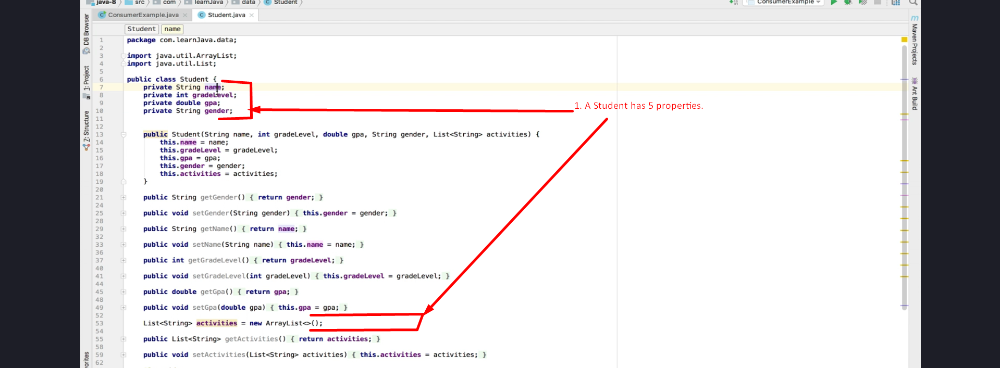 java-8 src com learnJava data Student
ConsumerExample
ConsumerExample.java Student.java
Student name
DB Browser
1: Project
Z: Structure
Maven Projects
Ant Build
1 package com.learnJava.data;
2
3 import java.util.ArrayList;
4 import java.util.List;
5
6 public class Student {
7 private String name;
8 private int gradeLevel;
9 private double gpa;
10 private String gender;
1. A Student has 5 properties.
11
12
13 public Student(String name, int gradeLevel, double gpa, String gender, List<String> activities) {
14 this.name = name;
15 this.gradeLevel = gradeLevel;
16 this.gpa = gpa;
17 this.gender = gender;
18 this.activities = activities;
19 }
20
21 public String getGender() { return gender; }
24
25 public void setGender(String gender) { this.gender = gender; }
28
29 public String getName() { return name; }
32
33 public void setName(String name) { this.name = name; }
36
37 public int getGradeLevel() { return gradeLevel; }
40
41 public void setGradeLevel(int gradeLevel) { this.gradeLevel = gradeLevel; }
44
45 public double getGpa() { return gpa; }
48
49 public void setGpa(double gpa) { this.gpa = gpa; }
52
53 List<String> activities = new ArrayList<>();
54
55 public List<String> getActivities() { return activities; }
58
59 public void setActivities(List<String> activities) { this.activities = activities; }
62